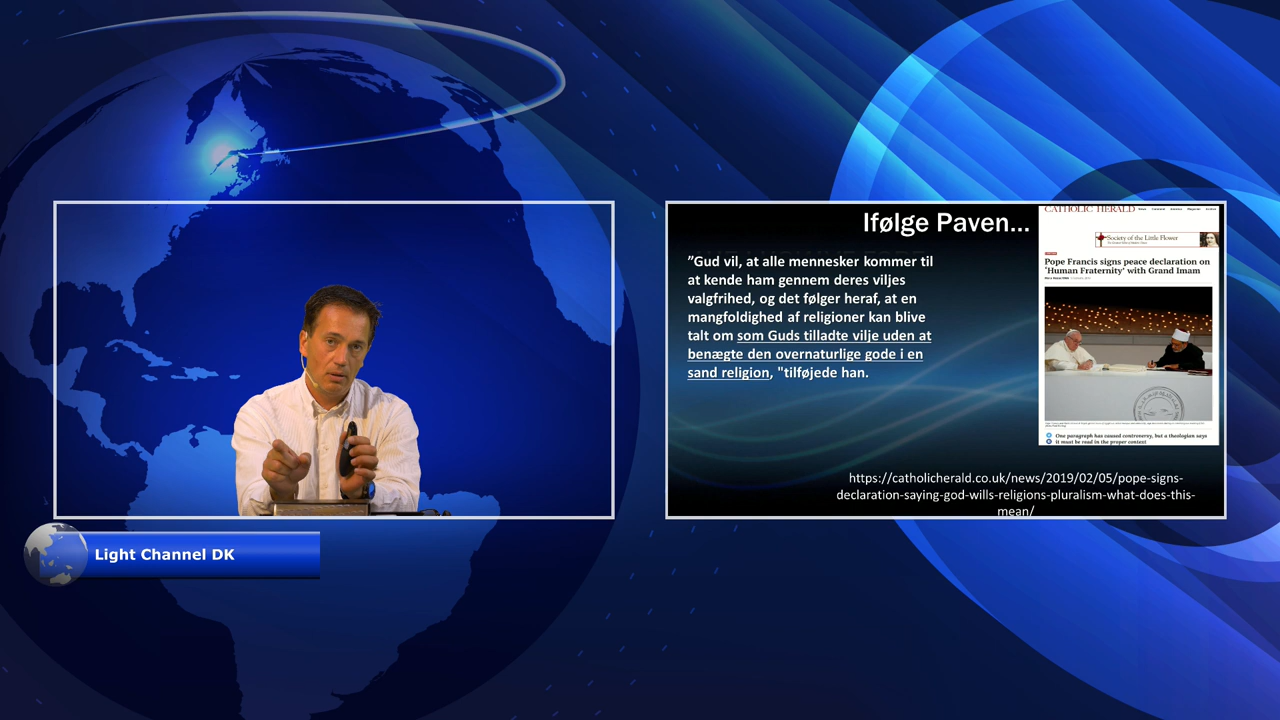 Ifølge Paven...
”Gud vil, at alle mennesker kommer til
at kende ham gennem deres viljes
valgfrihed, og det følger heraf, at en
mangfoldighed af religioner kan blive
talt om som Guds tilladte vilje uden at
benægte den overnaturlige gode i en
sand religion, "tilføjede han.
CATHOLIC HERALD
Society of the Little Flower
Pope Francis signs peace declaration on
'Human Fraternity' with Grand Imam
One paragraph has caused controversy, but a theologian says
it must be read in the proper context
https://catholicherald.co.uk/news/2019/02/05/pope-signs-
declaration-saying-god-wills-religions-pluralism-what-does-this-
mean/
Light Channel DK